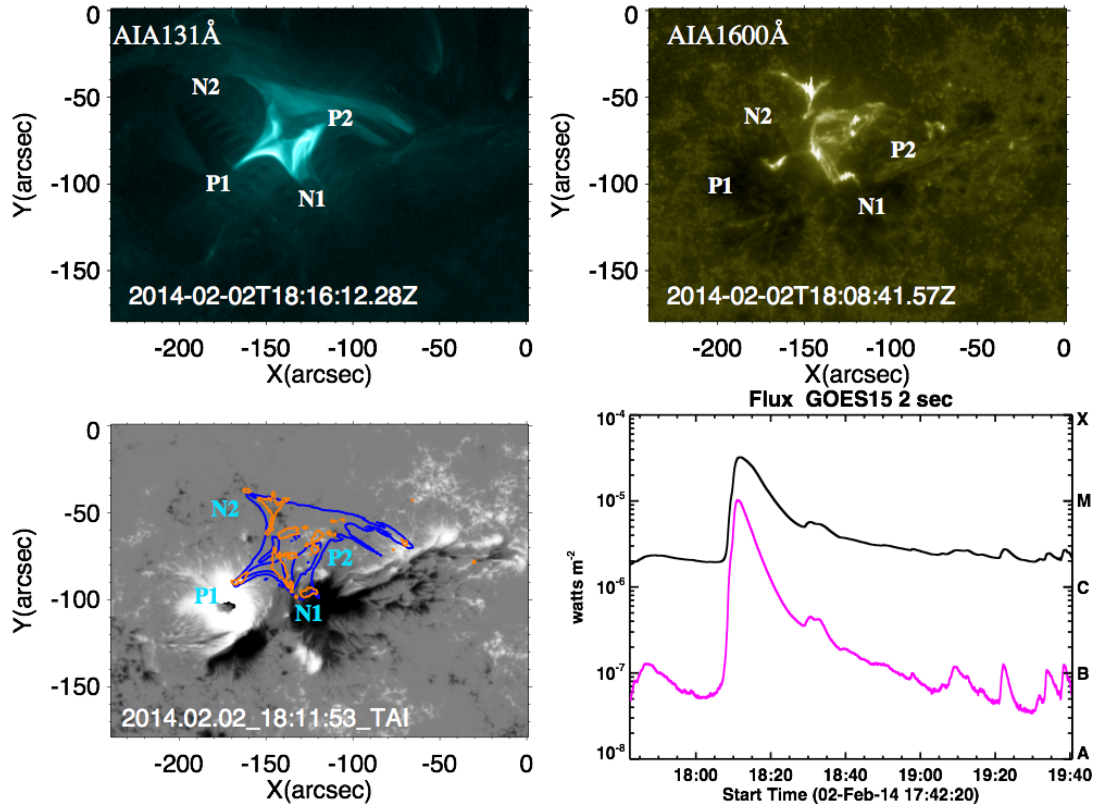 AIA131Å
N2
P2
P1
N1
2014-02-02T18:16:12.28Z
0
-50
-100
-150
Y(arcsec)
-200
-150
-100
-50
0
X(arcsec)
AIA1600Å
N2
P2
P1
N1
2014-02-02T18:08:41.57Z
0
-50
-100
-150
Y(arcsec)
-200
-150
-100
-50
0
X(arcsec)
N2
P2
P1
N1
2014.02.02_18:11:53_TAI
0
-50
-100
-150
Y(arcsec)
-200
-150
-100
-50
0
X(arcsec)
Flux GOES15 2 sec
10-4
10-5
10-6
10-7
10-8
watts m-2
X
M
C
B
A
18:00
18:20
18:40
19:00
19:20
19:40
Start Time (02-Feb-14 17:42:20)